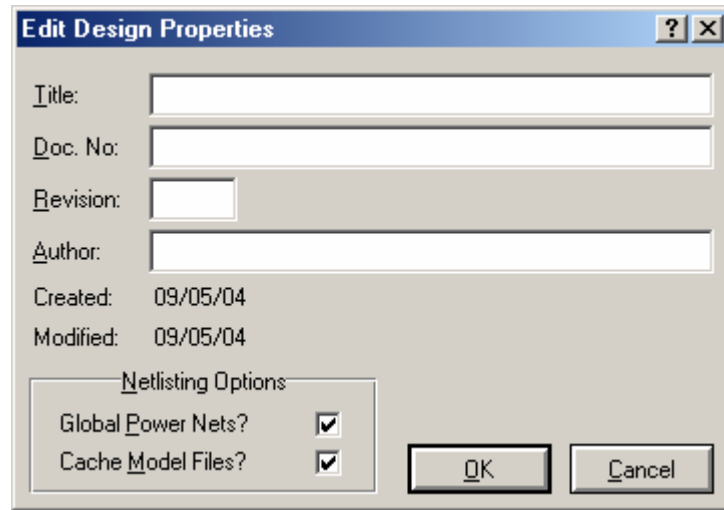 Edit Design Properties
Title:
Doc. No:
Revision:
Author:
Created: 09/05/04
Modified: 09/05/04
Netlisting Options
Global Power Nets?
Cache Model Files?
OK Cancel